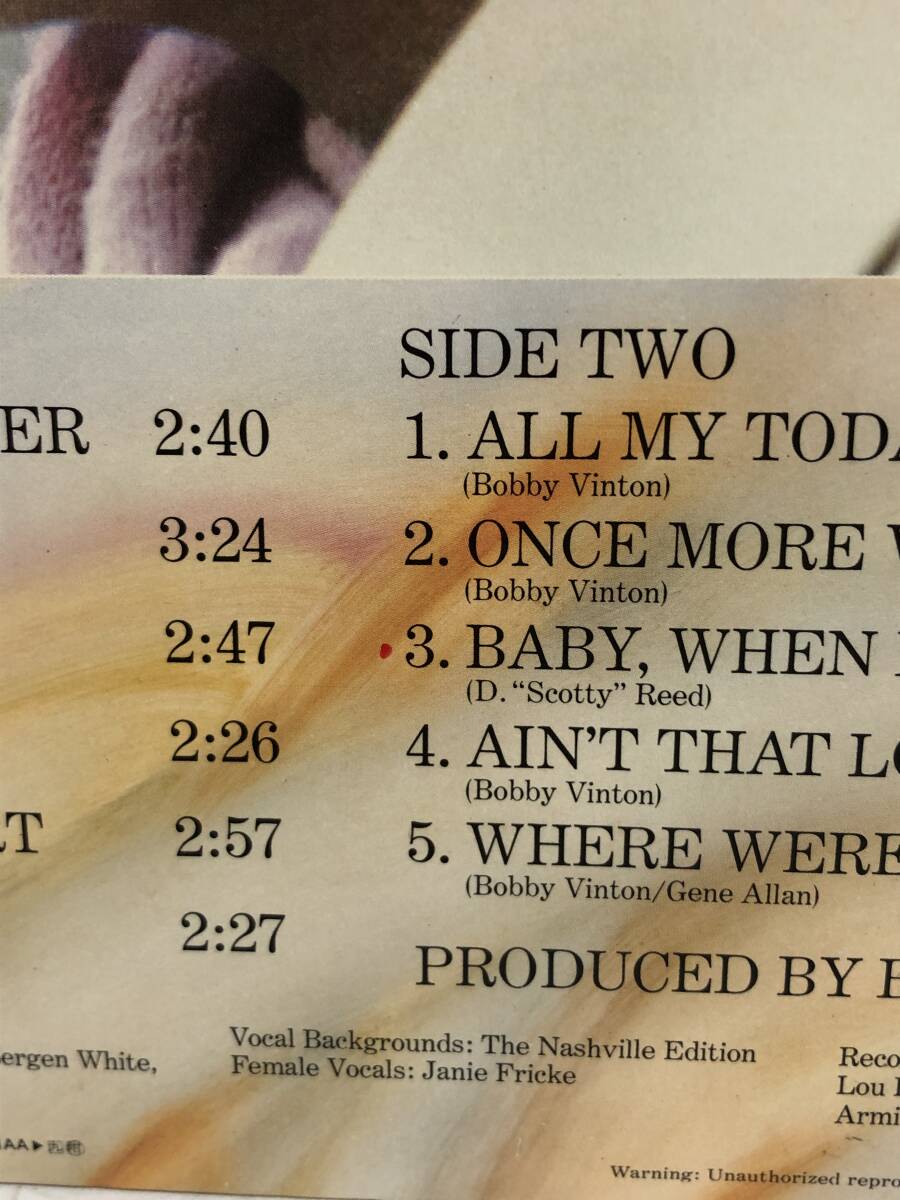 SIDE TWO
ER 2:40
3:24
2:47
2:26
2:57
2:27
1. ALL MY TODA
(Bobby Vinton)
2. ONCE MORE
(Bobby Vinton)
3. BABY, WHEN
(D. “Scotty” Reed)
4. AIN'T THAT LO
(Bobby Vinton)
5. WHERE WERE
(Bobby Vinton/Gene Allan)
PRODUCED BY
ergen White,
Vocal Backgrounds: The Nashville Edition
Female Vocals: Janie Fricke
Reco
Lou
Armi
AA▶
Warning: Unauthorized repro